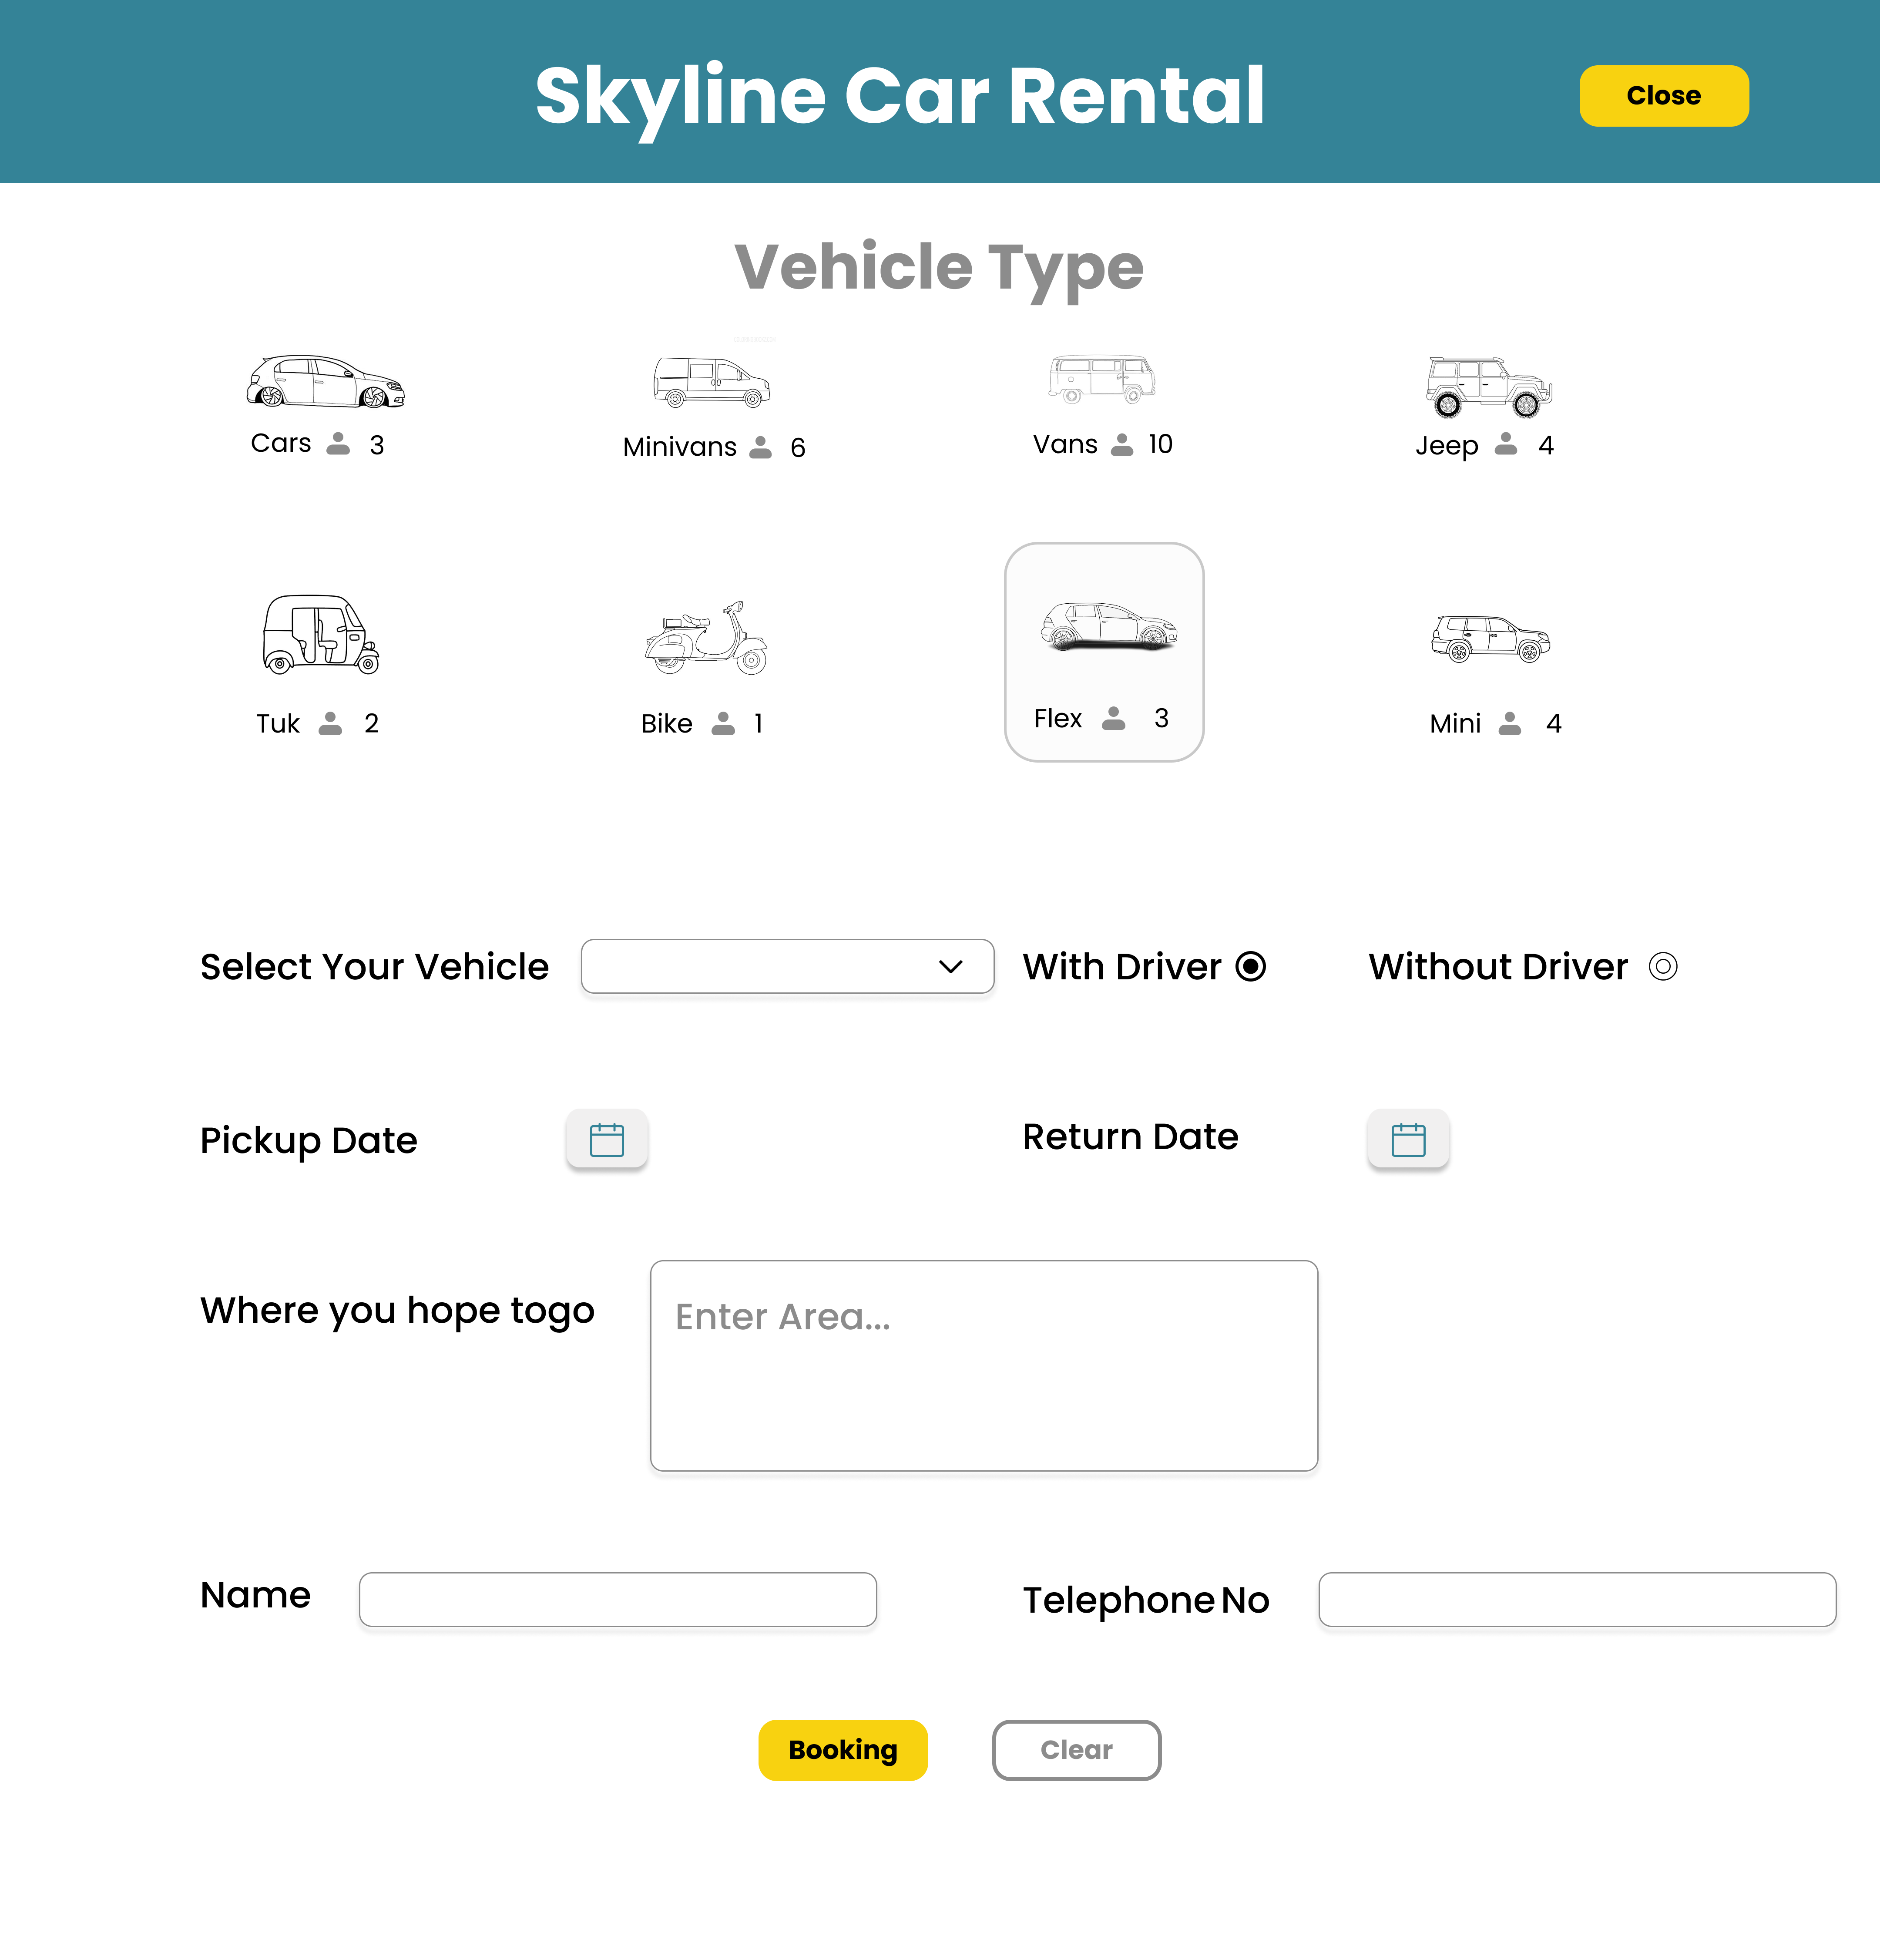 Skyline Car Rental
Close
Vehicle Type
Cars 3
Minivans 6
Vans 10
Jeep 4
Tuk 2
Bike 1
Flex 3
Mini 4
Select Your Vehicle
With Driver
Without Driver
Pickup Date
Return Date
Where you hope togo
Enter Area...
Name
Telephone No
Booking
Clear